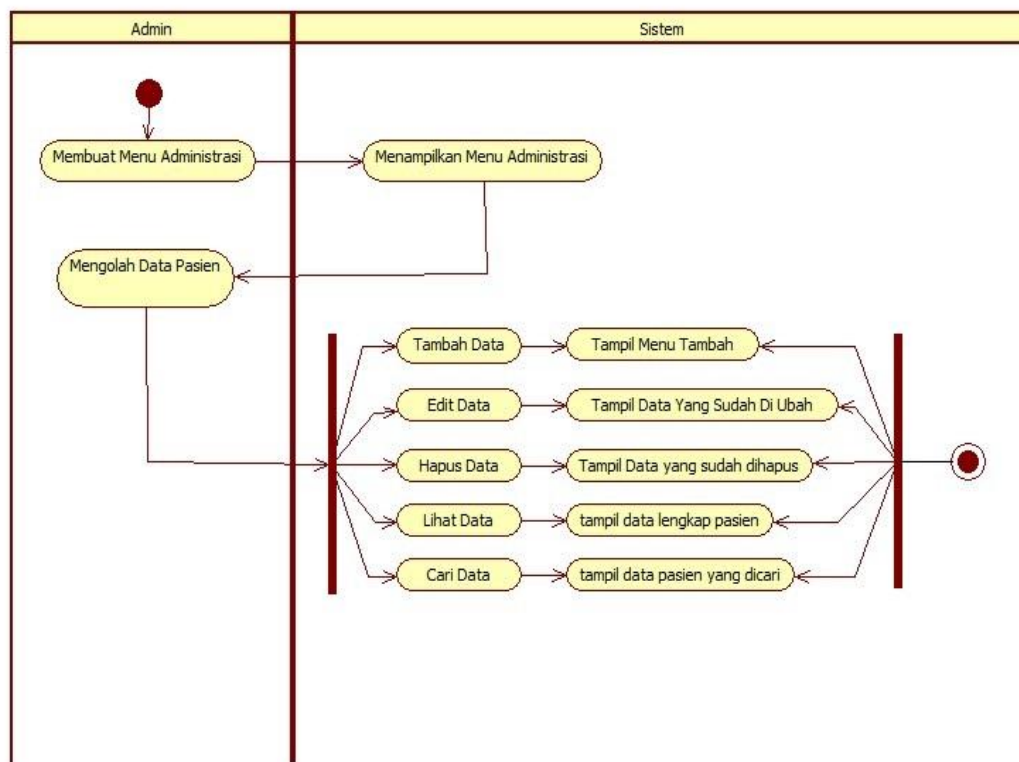 Admin
Sistem
Membuat Menu Administrasi
Menampilkan Menu Administrasi
Mengolah Data Pasien
Tambah Data
Tampil Menu Tambah
Edit Data
Tampil Data Yang Sudah Di Ubah
Hapus Data
Tampil Data yang sudah dihapus
Lihat Data
tampil data lengkap pasien
Cari Data
tampil data pasien yang dicari